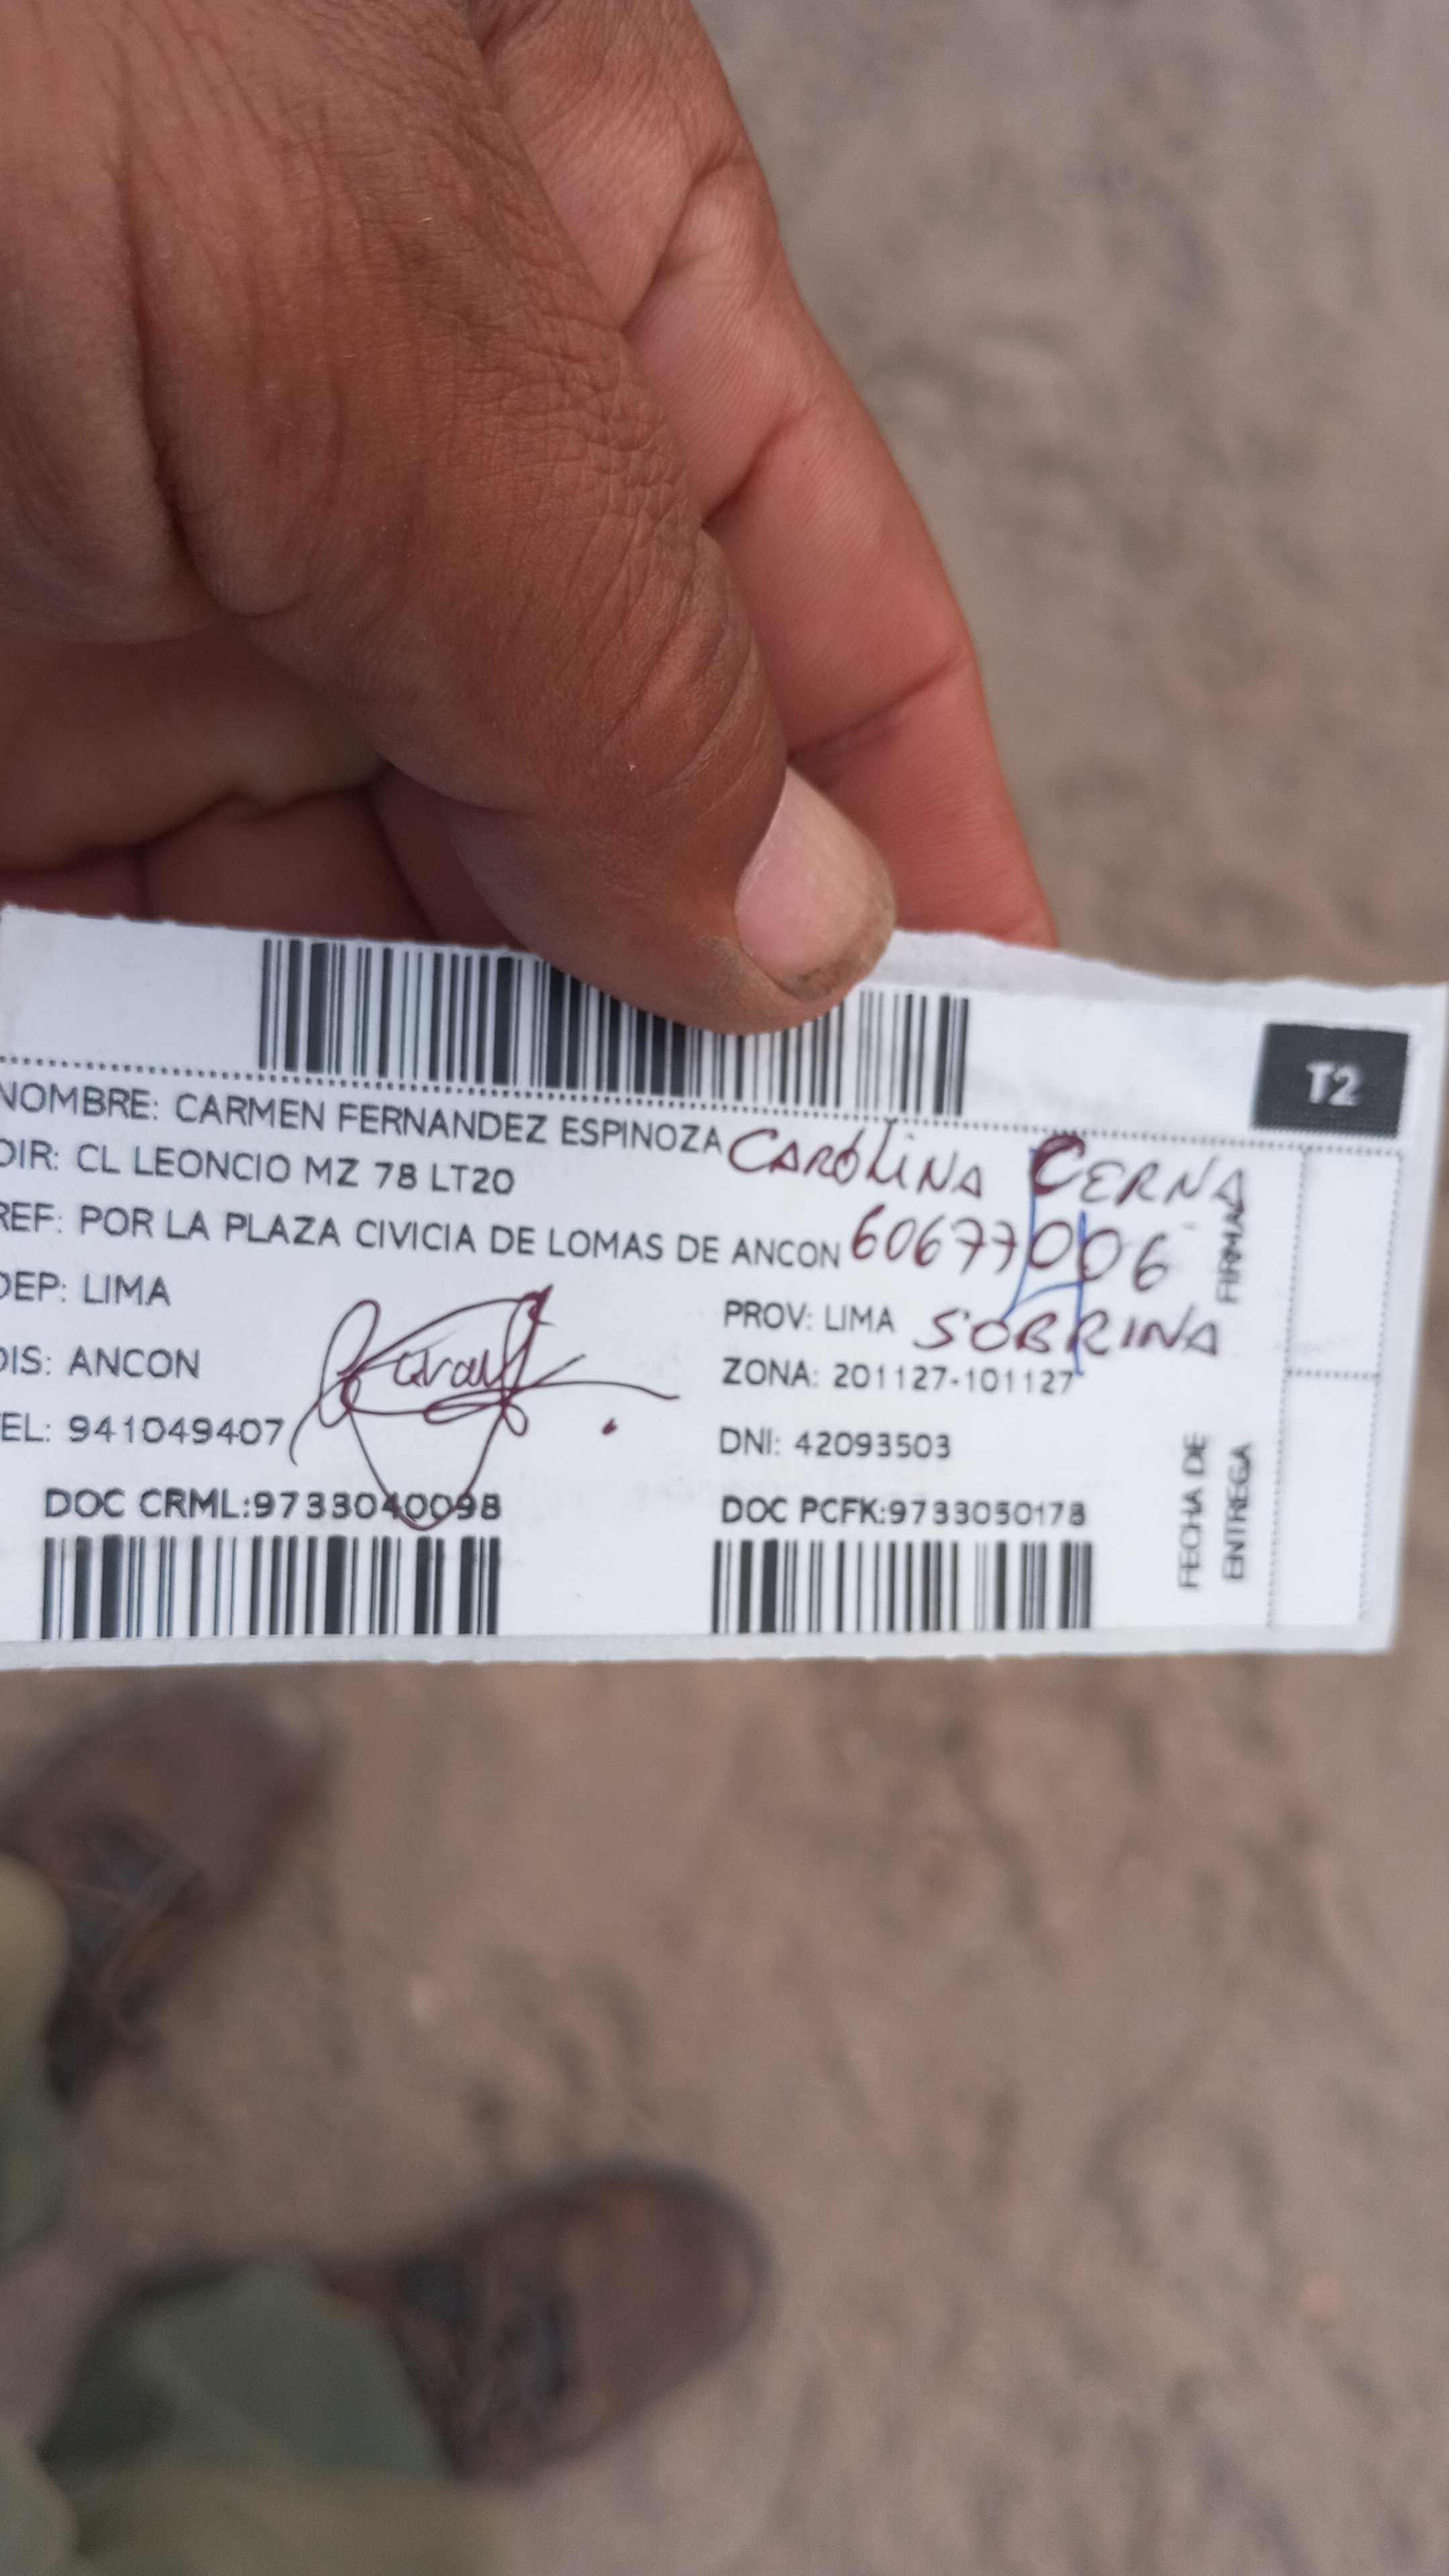 T2
NOMBRE: CARMEN FERNANDEZ ESPINOZA CAROLINA CERNA
DIR: CL LEONCIO MZ 78 LT20
REF: POR LA PLAZA CIVICIA DE LOMAS DE ANCON 60677006
DEP: LIMA PROV: LIMA SOBRINA
DIS: ANCON ZONA: 201127-101127
EL: 941049407 DNI: 42093503
DOC CRML:9733040098 DOC PCFK:9733050178
FIRMA
FECHA DE
ENTREGA